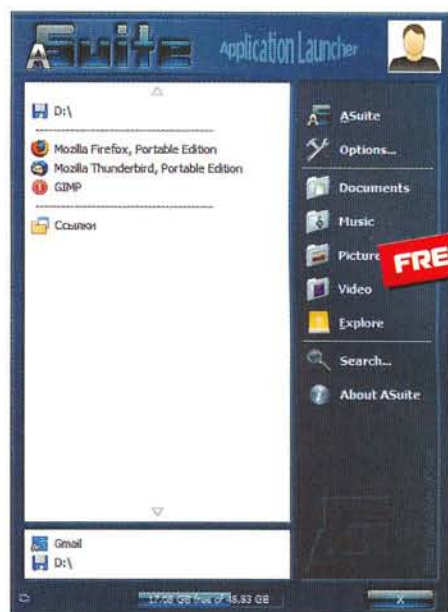 ASuite Application Launcher
D:\
Mozilla Firefox, Portable Edition
Mozilla Thunderbird, Portable Edition
GIMP
Ссылки
Gmail
D:\
ASuite
Options...
Documents
Music
Picture
FRE
Video
Explore
Search...
About ASuite
17.08 GB free of 45.83 GB
X